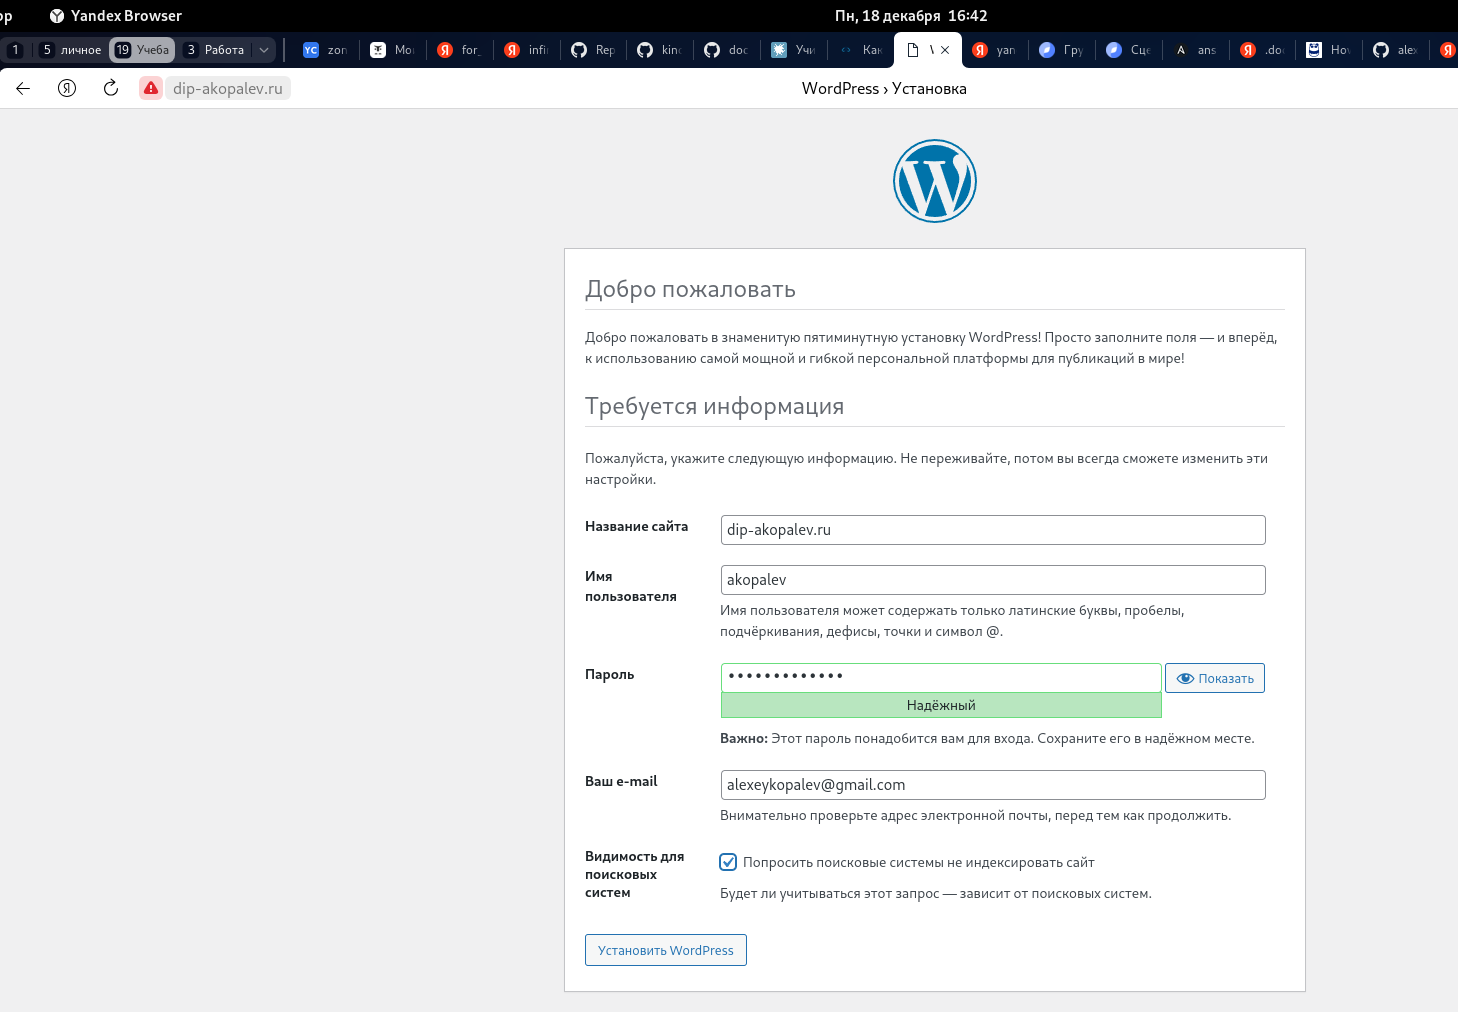 op Yandex Browser Пн, 18 декабря 16:42
1 5 личное 19 Учеба 3 Работа zon Mo for_ infi Rep kind doc Учи Как yan Гру Сце ans .do Hov alex
dip-akopalev.ru WordPress › Установка
Добро пожаловать
Добро пожаловать в знаменитую пятиминутную установку WordPress! Просто заполните поля — и вперёд,
к использованию самой мощной и гибкой персональной платформы для публикаций в мире!
Требуется информация
Пожалуйста, укажите следующую информацию. Не переживайте, потом вы всегда сможете изменить эти
настройки.
Название сайта dip-akopalev.ru
Имя
пользователя
akopalev
Имя пользователя может содержать только латинские буквы, пробелы,
подчёркивания, дефисы, точки и символ @.
Пароль ••••••••••••• Показать
Надёжный
Важно: Этот пароль понадобится вам для входа. Сохраните его в надёжном месте.
Ваш e-mail alexeykopalev@gmail.com
Внимательно проверьте адрес электронной почты, перед тем как продолжить.
Видимость для
поисковых
систем
Попросить поисковые системы не индексировать сайт
Будет ли учитываться этот запрос — зависит от поисковых систем.
Установить WordPress